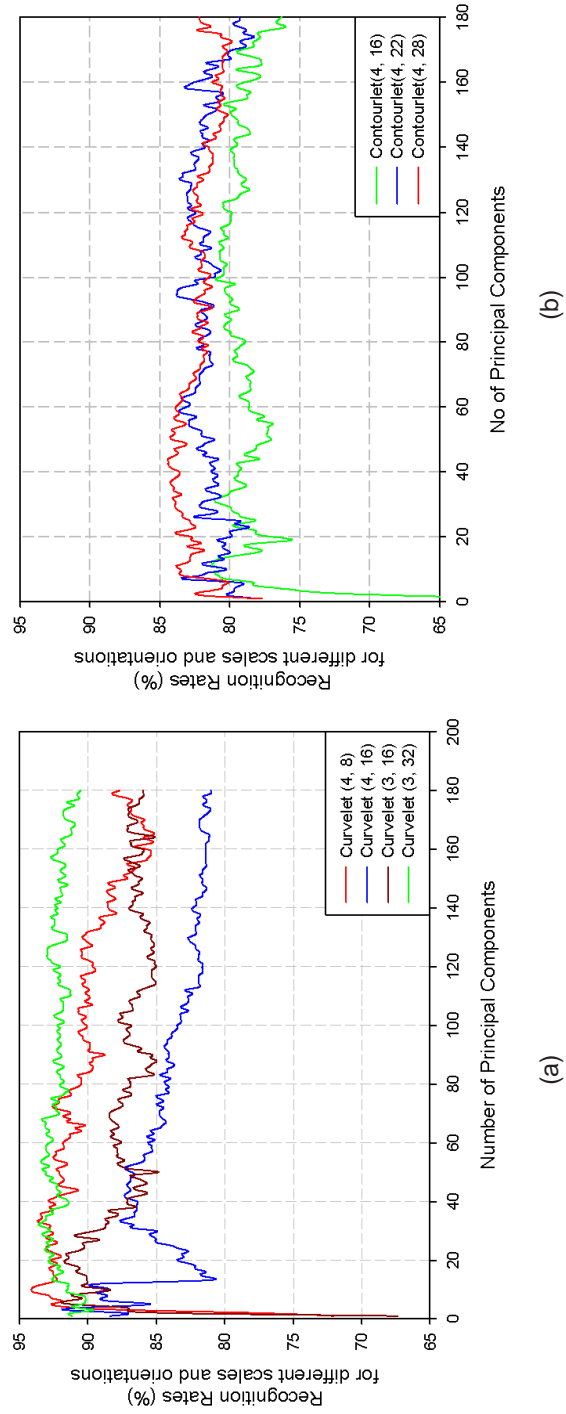 Recognition Rates (%)
for different scales and orientations
95
90
85
80
75
70
65
0
20
40
60
80
100
120
140
160
180
200
Number of Principal Components
Curvelet (4, 8)
Curvelet (4, 16)
Curvelet (3, 16)
Curvelet (3, 32)
(a)
Recognition Rates (%)
for different scales and orientations
95
90
85
80
75
70
65
0
20
40
60
80
100
120
140
160
180
No of Principal Components
Contourlet(4, 16)
Contourlet(4, 22)
Contourlet(4, 28)
(b)